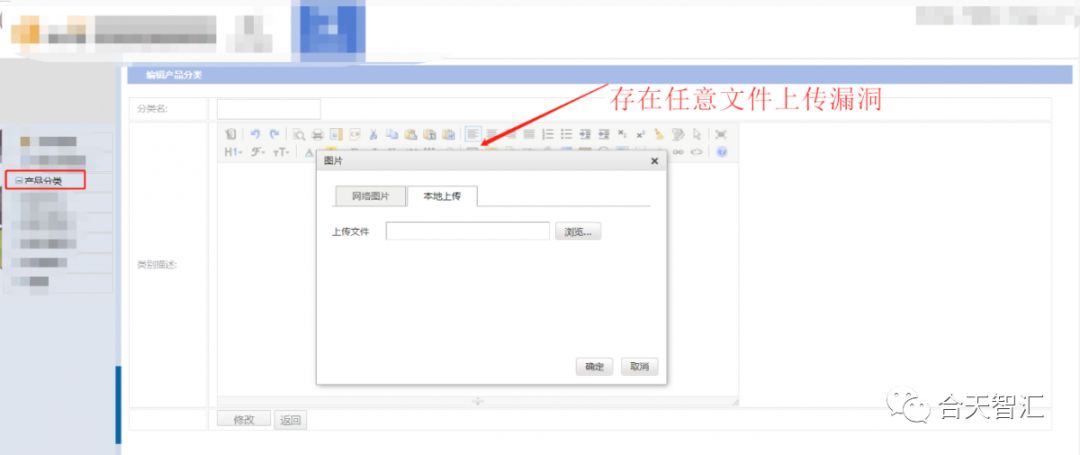 编辑产品分类
存在任意文件上传漏洞
分类名:
产品分类
类别描述:
图片
网络图片
本地上传
上传文件
浏览...
确定
取消
修改
返回
合天智汇